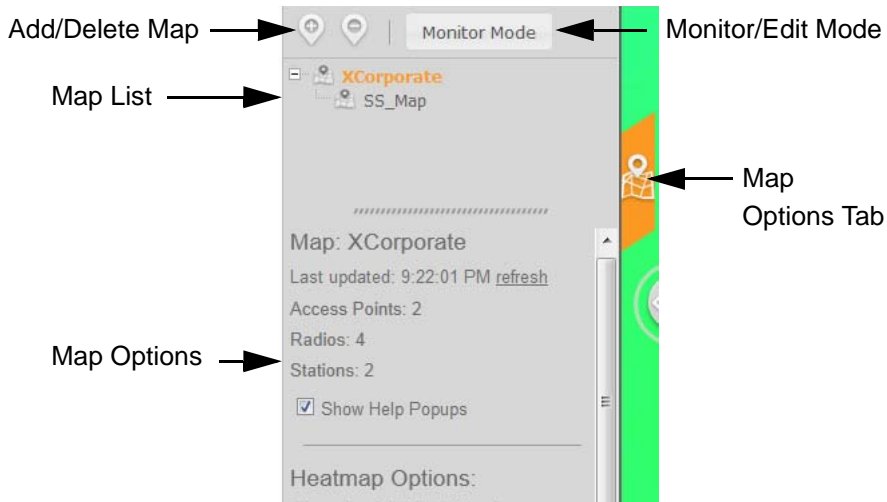 Add/Delete Map
Monitor Mode
Monitor/Edit Mode
Map List
XCorporate
SS_Map
Map
Options Tab
Map: XCorporate
Last updated: 9:22:01 PM refresh
Access Points: 2
Radios: 4
Map Options
Stations: 2
Show Help Popups
Heatmap Options: